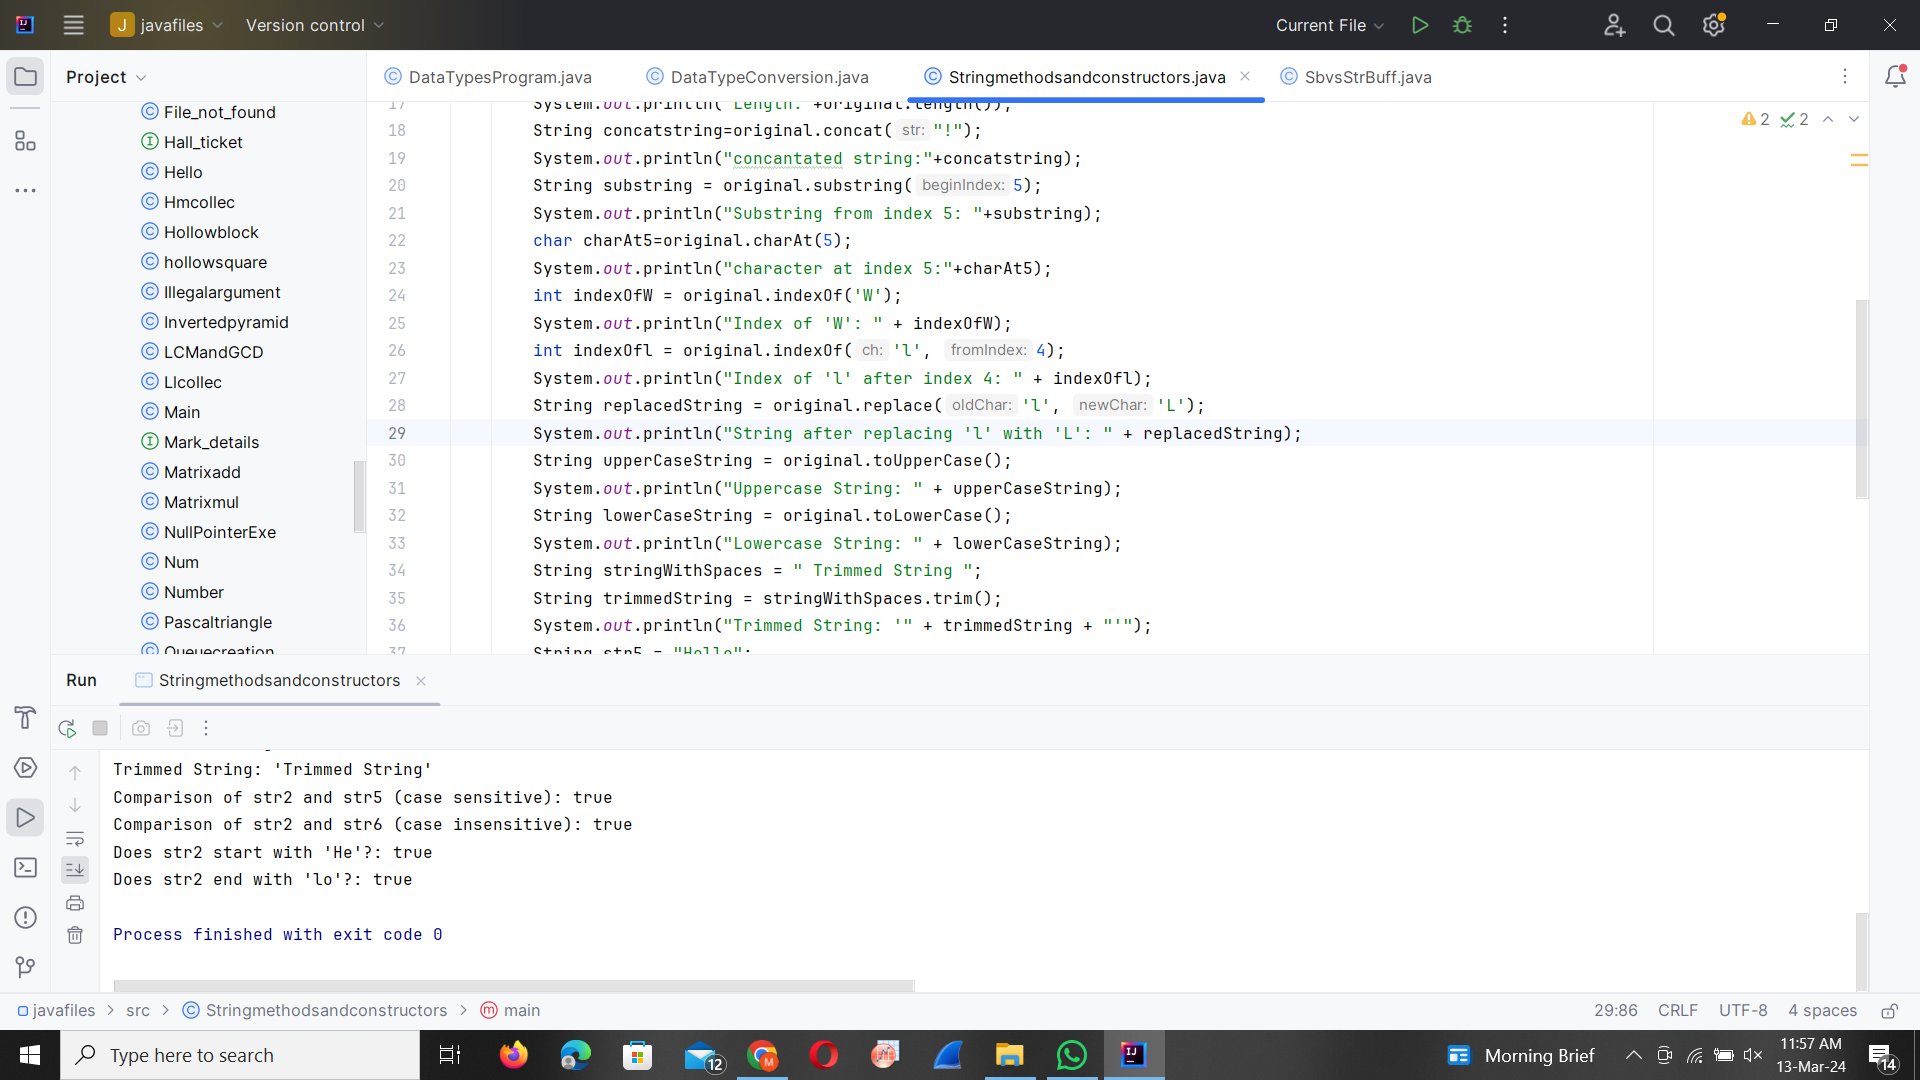 J javafiles Version control Current File
Project
DataTypesProgram.java DataTypeConversion.java Stringmethodsandconstructors.java SbvsStrBuff.java
File_not_found
Hall_ticket
Hello
Hmcollec
Hollowblock
hollowsquare
Illegalargument
Invertedpyramid
LCMandGCD
Llcollec
Main
Mark_details
Matrixadd
Matrixmul
NullPointerExe
Num
Number
Pascaltriangle
Queuecreation
2 2
17 System.out.println("Length: "+original.length());
18 String concatstring=original.concat( str: "!");
19 System.out.println("concantated string:"+concatstring);
20 String substring = original.substring( beginIndex: 5);
21 System.out.println("Substring from index 5: "+substring);
22 char charAt5=original.charAt(5);
23 System.out.println("character at index 5:"+charAt5);
24 int indexOfW = original.indexOf('W');
25 System.out.println("Index of 'W': " + indexOfW);
26 int indexOfl = original.indexOf( ch: 'l', fromIndex: 4);
27 System.out.println("Index of 'l' after index 4: " + indexOfl);
28 String replacedString = original.replace( oldChar: 'l', newChar: 'L');
29 System.out.println("String after replacing 'l' with 'L': " + replacedString);
30 String upperCaseString = original.toUpperCase();
31 System.out.println("Uppercase String: " + upperCaseString);
32 String lowerCaseString = original.toLowerCase();
33 System.out.println("Lowercase String: " + lowerCaseString);
34 String stringWithSpaces = " Trimmed String ";
35 String trimmedString = stringWithSpaces.trim();
36 System.out.println("Trimmed String: '" + trimmedString + "'");
37 String str5 = "Hello";
Run Stringmethodsandconstructors
Trimmed String: 'Trimmed String'
Comparison of str2 and str5 (case sensitive): true
Comparison of str2 and str6 (case insensitive): true
Does str2 start with 'He'?: true
Does str2 end with 'lo'?: true
Process finished with exit code 0
javafiles > src > Stringmethodsandconstructors > main 29:86 CRLF UTF-8 4 spaces
Type here to search 12 Morning Brief 11:57 AM
13-Mar-24 14